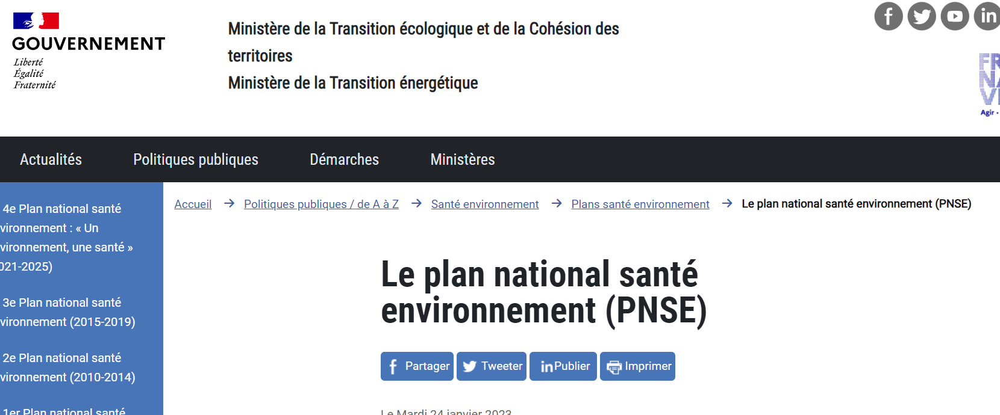 GOUVERNEMENT
Liberté
Égalité
Fraternité
Ministère de la Transition écologique et de la Cohésion des
territoires
Ministère de la Transition énergétique
Agir ·
Actualités
Politiques publiques
Démarches
Ministères
4e Plan national santé
vironnement : « Un
vironnement, une santé »
021-2025)
3e Plan national santé
vironnement (2015-2019)
2e Plan national santé
vironnement (2010-2014)
1er Plan national santé
Accueil → Politiques publiques / de A à Z → Santé environnement → Plans santé environnement → Le plan national santé environnement (PNSE)
Le plan national santé
environnement (PNSE)
Partager
Tweeter
Publier
Imprimer
Le Mardi 24 janvier 2023